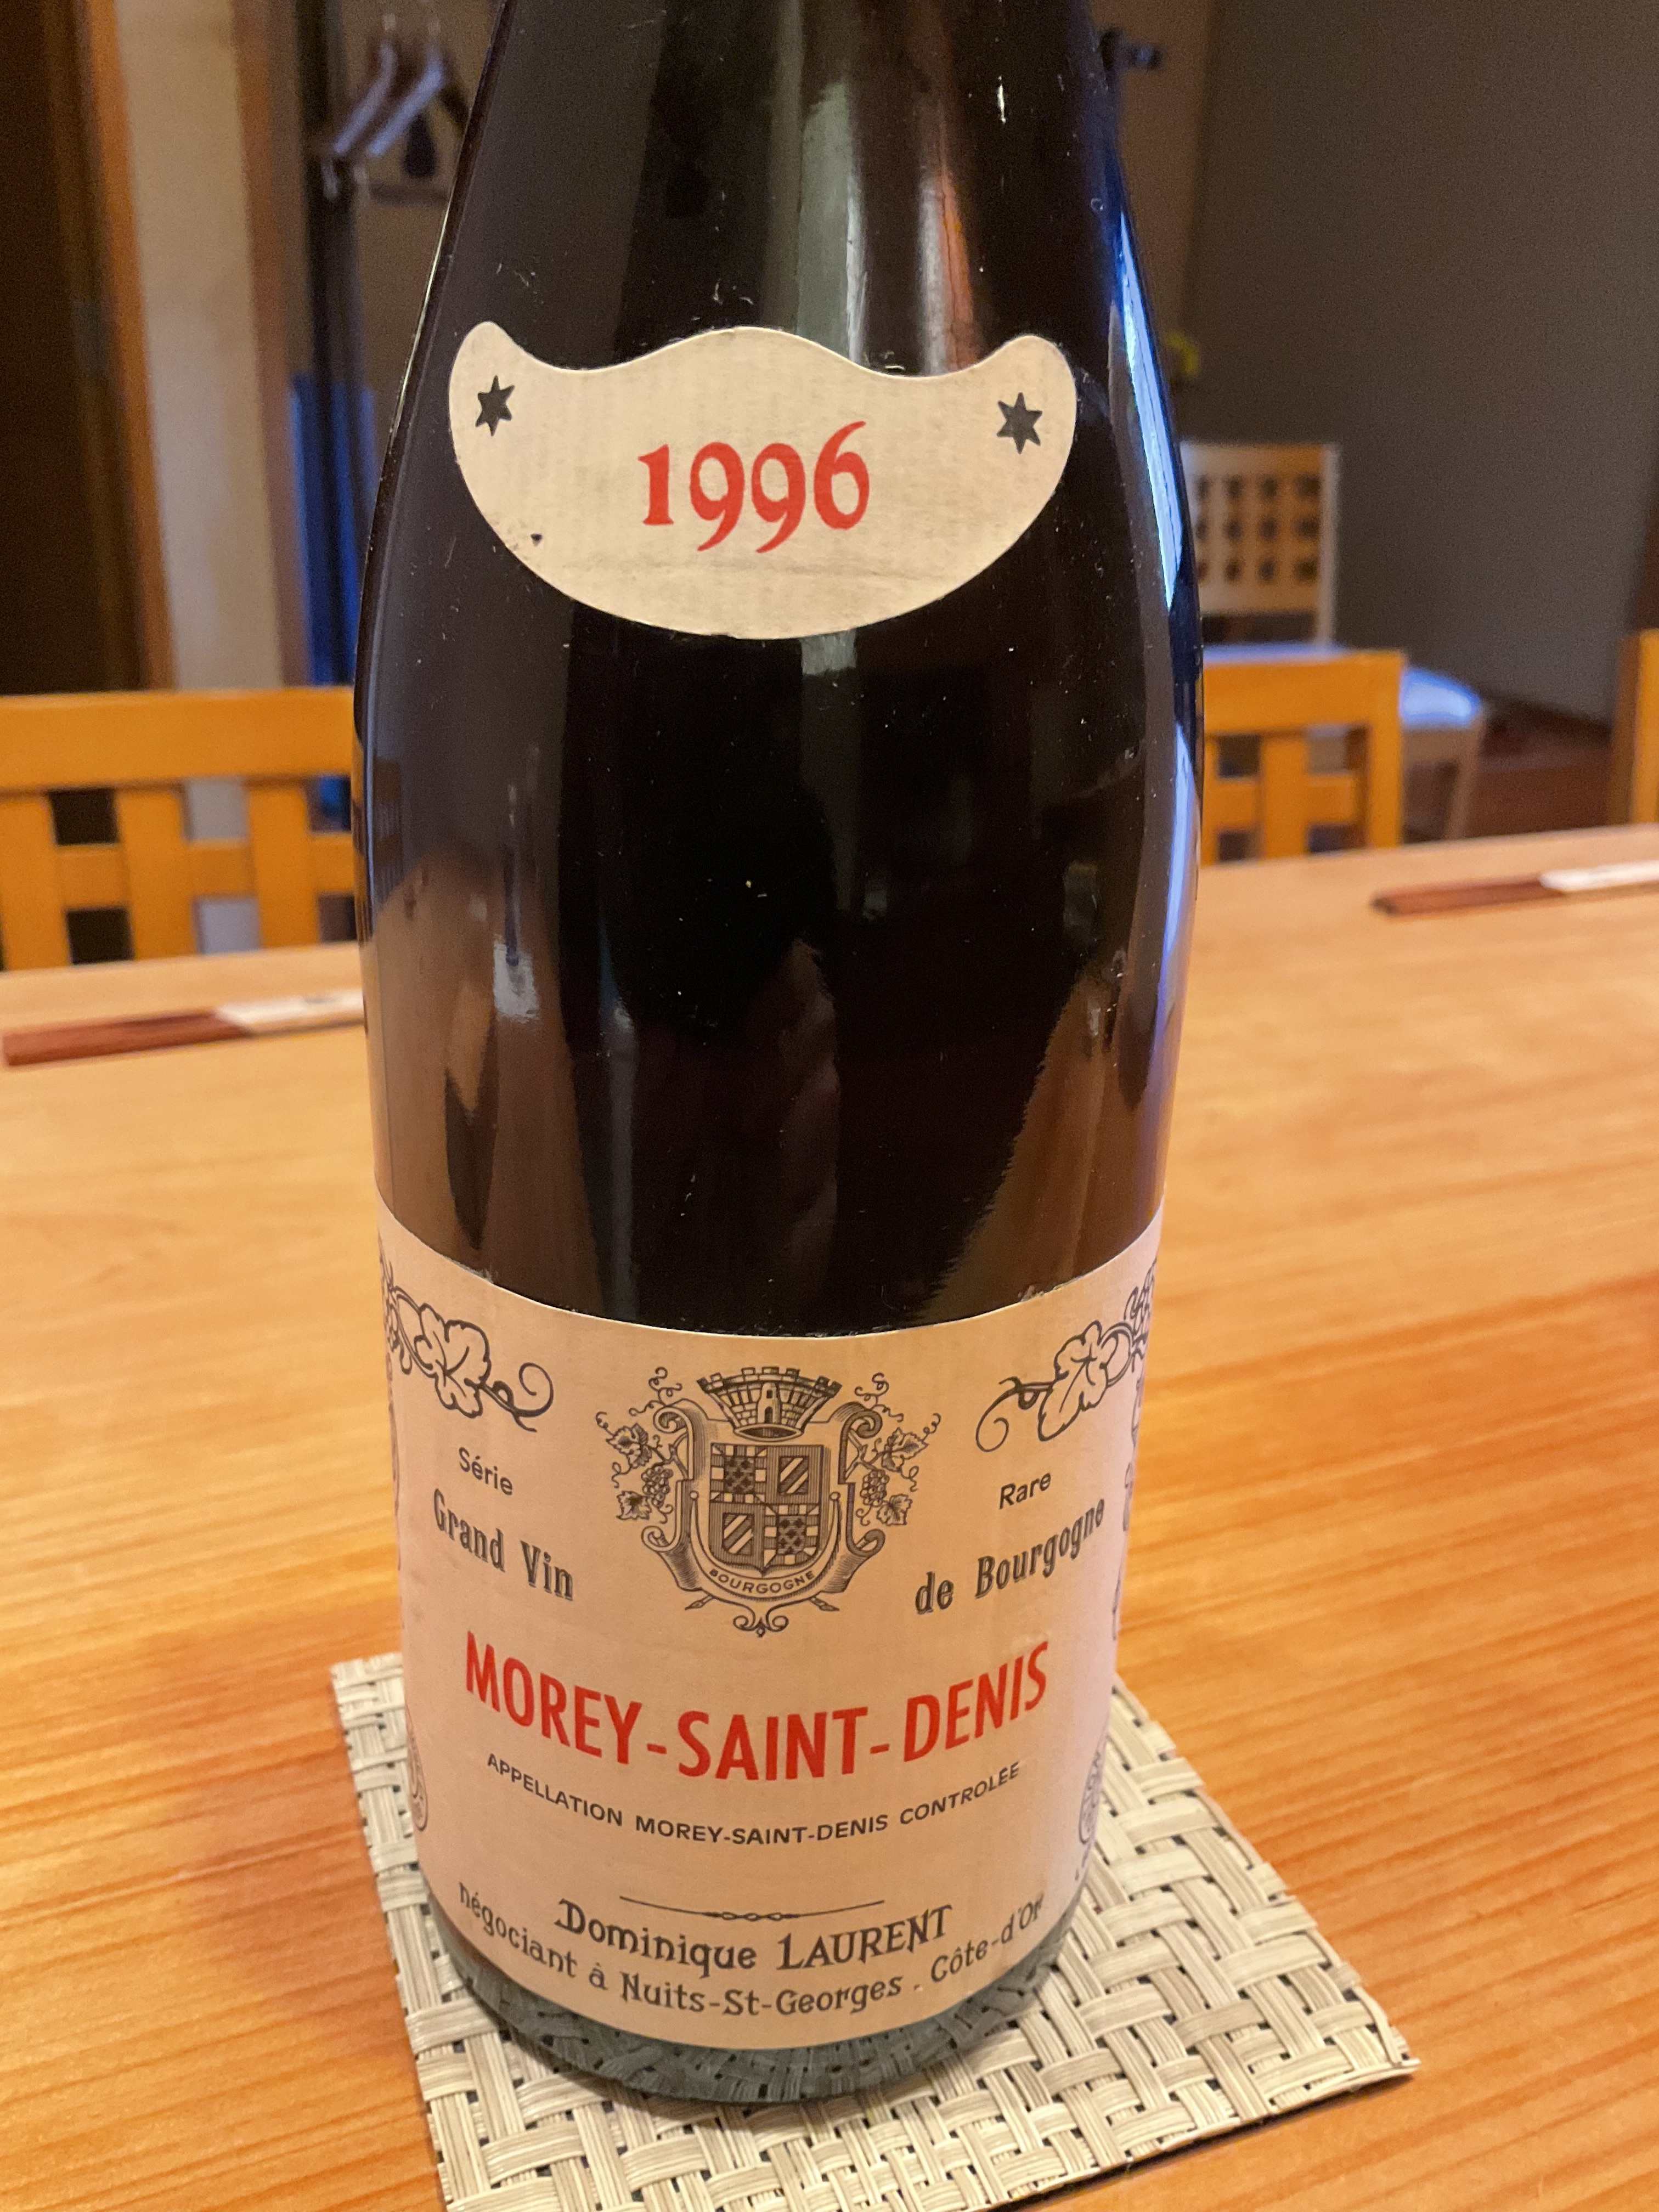 1996
Série
Rare
Grand Vin
de Bourgogne
BOURGOGNE
MOREY-SAINT-DENIS
APPELLATION MOREY-SAINT-DENIS CONTROLÉE
Dominique LAURENT
négociant à Nuits-St-Georges . Côte-d'Or